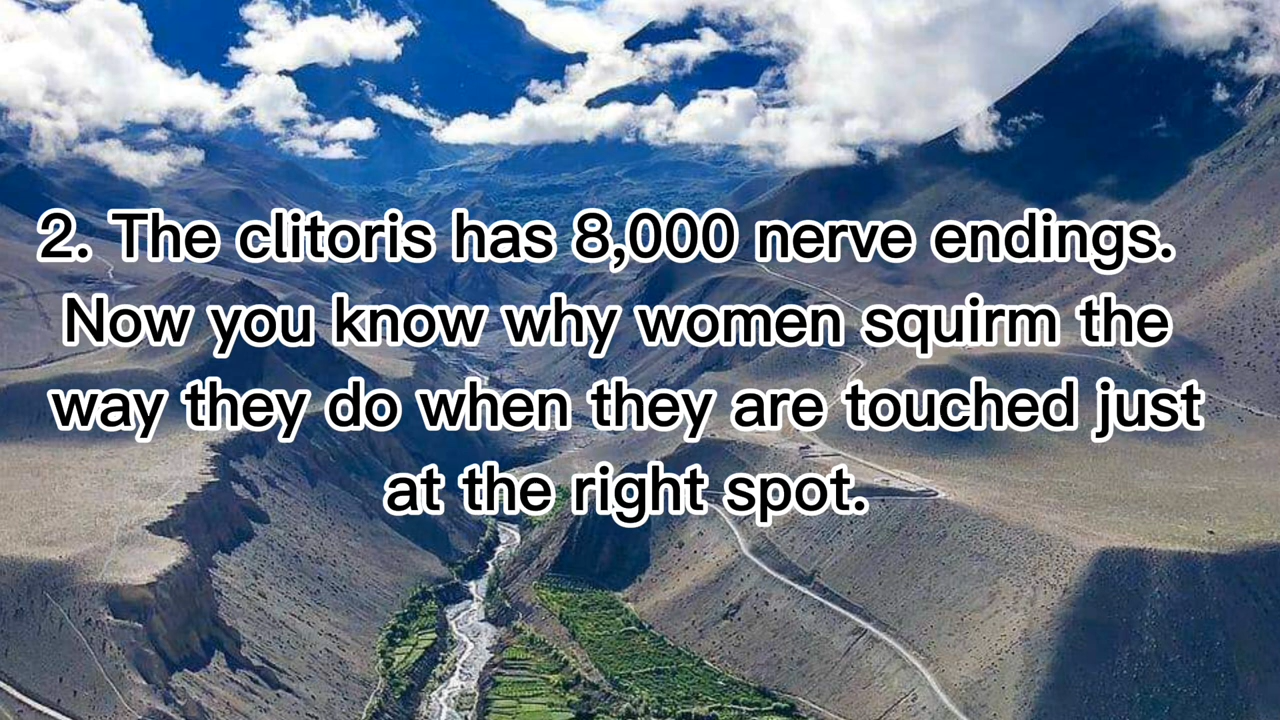 2. The clitoris has 8,000 nerve endings.
Now you know why women squirm the
way they do when they are touched just
at the right spot.